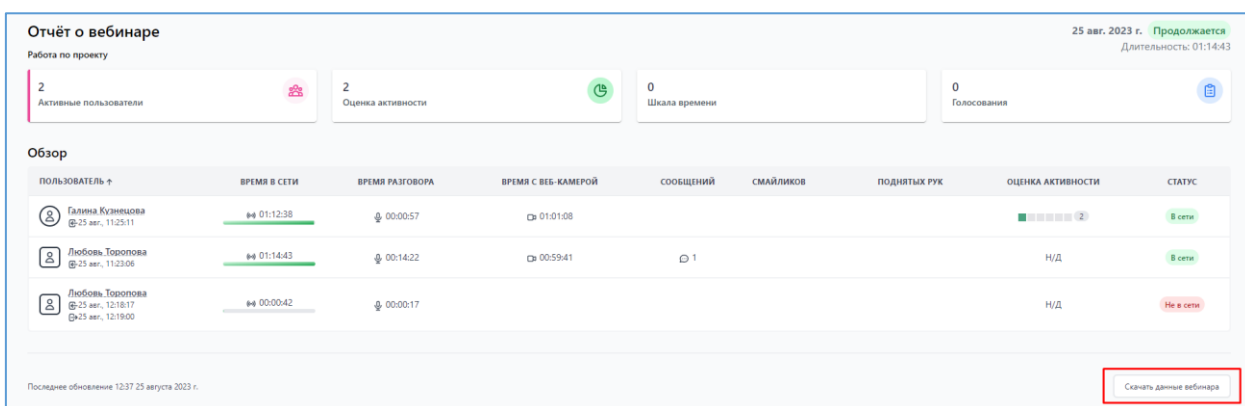 Отчёт о вебинаре
25 авг. 2023 г. Продолжается
Работа по проекту
Длительность: 01:14:43
2 2 0 0
Активные пользователи Оценка активности Шкала времени Голосования
Обзор
ПОЛЬЗОВАТЕЛЬ ↑ ВРЕМЯ В СЕТИ ВРЕМЯ РАЗГОВОРА ВРЕМЯ С ВЕБ-КАМЕРОЙ СООБЩЕНИЙ СМАЙЛИКОВ ПОДНЯТЫХ РУК ОЦЕНКА АКТИВНОСТИ СТАТУС
Галина Кузнецова 01:12:38 00:00:57 01:01:08 2 В сети
25 авг., 11:25:11
Любовь Торопова 01:14:43 00:14:22 00:59:41 1 Н/Д В сети
25 авг., 11:23:06
Любовь Торопова 00:00:42 00:00:17 Н/Д Не в сети
25 авг., 12:18:17
25 авг., 12:19:00
Последнее обновление 12:37 25 августа 2023 г. Скачать данные вебинара